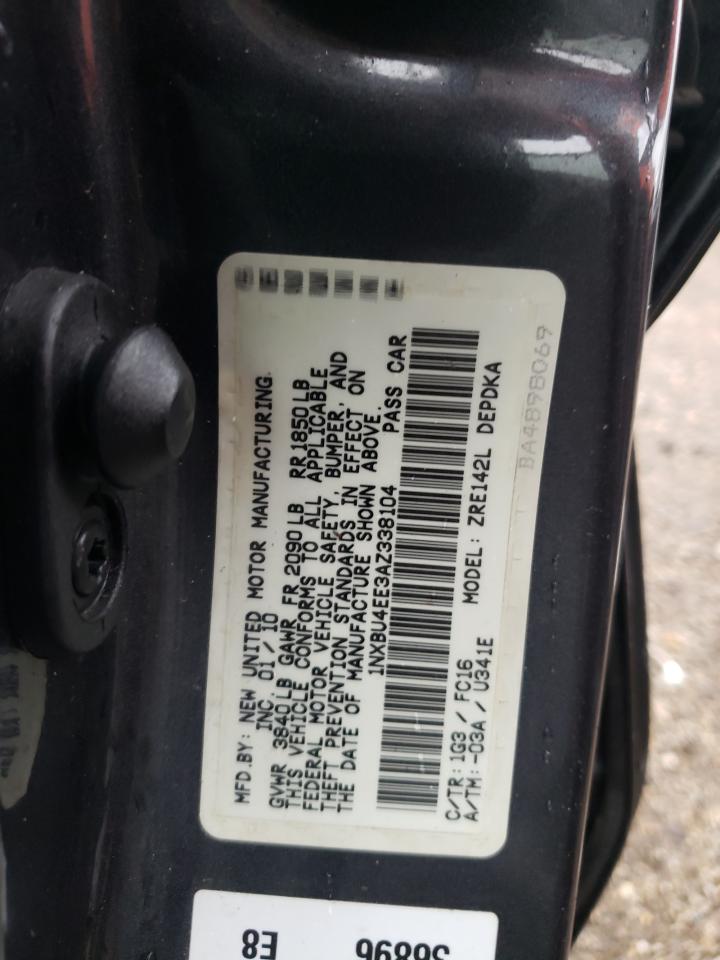 MFD.BY: NEW UNITED MOTOR MANUFACTURING,
INC. 01/10
GVWR 3840LB GAWR FR 2090LB RR1850LB
THIS VEHICLE CONFORMS TO ALL APPLICABLE
FEDERAL MOTOR VEHICLE SAFETY, BUMPER, AND
THEFT PREVENTION STANDARDS IN EFFECT ON
THE DATE OF MANUFACTURE SHOWN ABOVE.
1NXBU4EE3AZ338104 PASS CAR
C/TR: 1G3/FC16 MODEL: ZRE142L DEPDKA
A/TM: -03A/U341E
BA4898069
E8